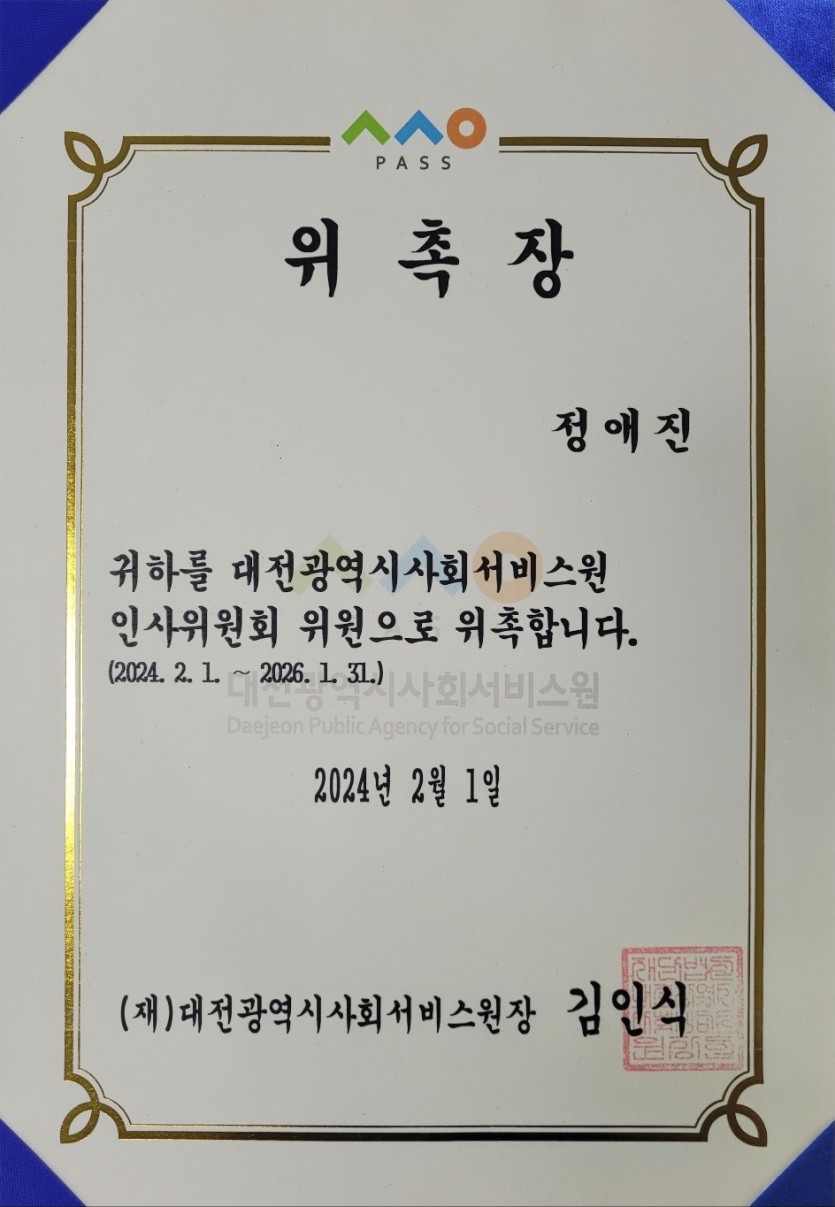 PASS
위 촉 장
정 애 진
귀하를 대전광역시사회서비스원
인사위원회 위원으로 위촉합니다.
(2024. 2. 1. ~ 2026. 1. 31.)
대전광역시사회서비스원
Daejeon Public Agency for Social Service
2024년 2월 1일
(재)대전광역시사회서비스원장 김인식